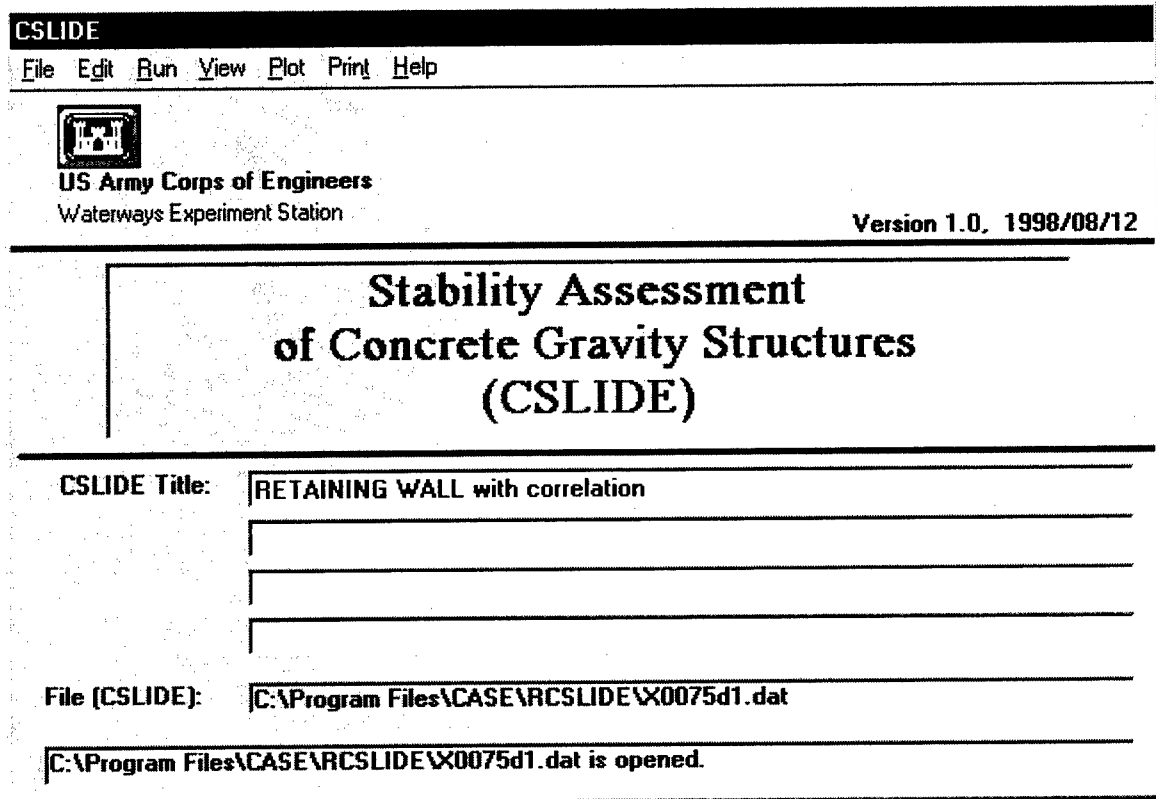 CSLIDE
File Edit Run View Plot Print Help
US Army Corps of Engineers
Waterways Experiment Station
Version 1.0, 1998/08/12
Stability Assessment
of Concrete Gravity Structures
(CSLIDE)
CSLIDE Title: RETAINING WALL with correlation
File (CSLIDE): C:\Program Files\CASE\RCSLIDE\X0075d1.dat
C:\Program Files\CASE\RCSLIDE\X0075d1.dat is opened.